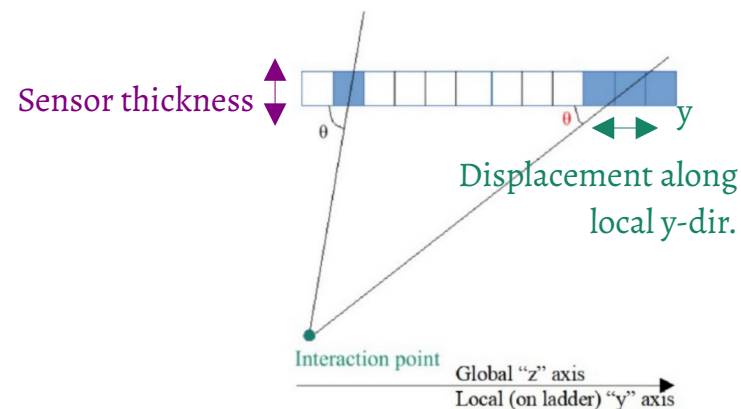 Sensor thickness
θ
θ
y
Displacement along
local y-dir.
Interaction point
Global “z” axis
Local (on ladder) “y” axis